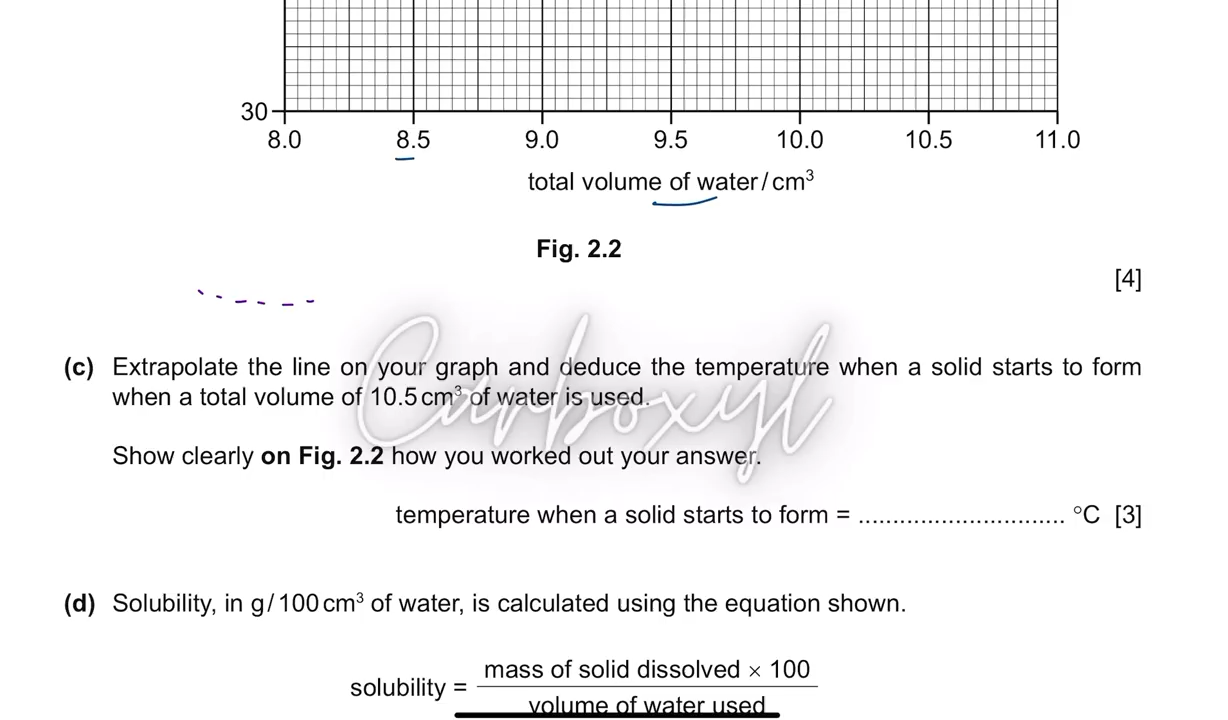 30
8.0 8.5 9.0 9.5 10.0 10.5 11.0
total volume of water / cm³
Fig. 2.2
[4]
(c) Extrapolate the line on your graph and deduce the temperature when a solid starts to form
when a total volume of 10.5 cm³ of water is used.
Carboxyl
Show clearly on Fig. 2.2 how you worked out your answer.
temperature when a solid starts to form = .............................. °C [3]
(d) Solubility, in g / 100 cm³ of water, is calculated using the equation shown.
mass of solid dissolved × 100
solubility =
volume of water used